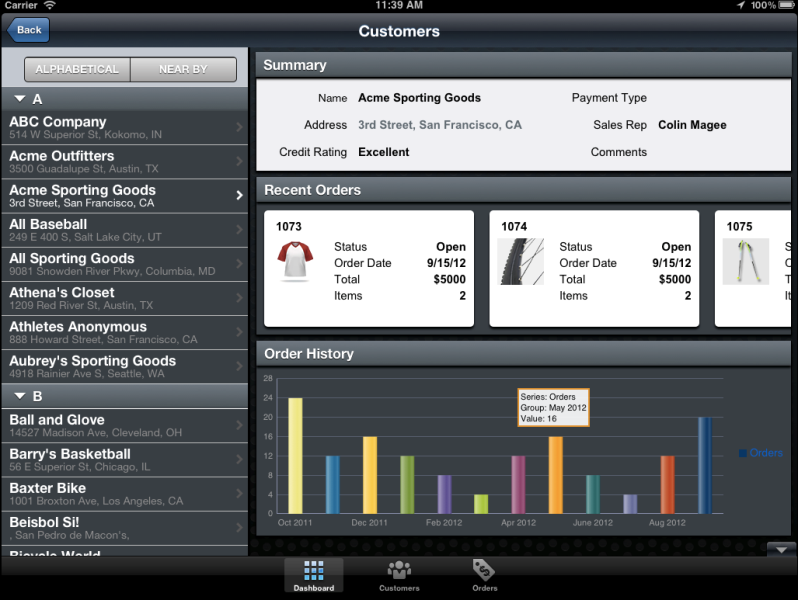 Carrier 11:39 AM 100%
Back Customers
ALPHABETICAL NEAR BY
A
ABC Company
514 W Superior St, Kokomo, IN
Acme Outfitters
3500 Guadalupe St, Austin, TX
Acme Sporting Goods
3rd Street, San Francisco, CA
All Baseball
249 E 400 S, Salt Lake City, UT
All Sporting Goods
9081 Snowden River Pkwy, Columbia, MD
Athena's Closet
1209 Red River St, Austin, TX
Athletes Anonymous
888 Howard Street, San Francisco, CA
Aubrey's Sporting Goods
4918 Rainier Ave S, Seattle, WA
B
Ball and Glove
14527 Madison Ave, Cleveland, OH
Barry's Basketball
56 E Superior St, Chicago, IL
Baxter Bike
1001 Broxton Ave, Los Angeles, CA
Beisbol Si!
, San Pedro de Macon's,
Bicycle World
Summary
Name Acme Sporting Goods Payment Type
Address 3rd Street, San Francisco, CA Sales Rep Colin Magee
Credit Rating Excellent Comments
Recent Orders
1073
Status Open
Order Date 9/15/12
Total $5000
Items 2
1074
Status Open
Order Date 9/15/12
Total $5000
Items 2
1075
Order History
28
24
20
16
12
8
4
0
Series: Orders
Group: May 2012
Value: 16
Orders
Oct 2011 Dec 2011 Feb 2012 Apr 2012 June 2012 Aug 2012
Dashboard Customers Orders